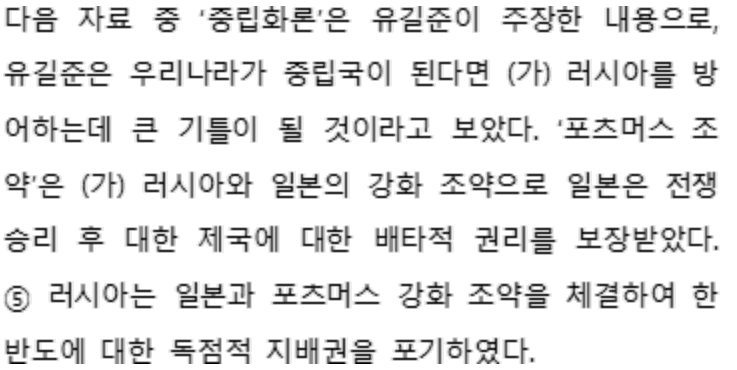 다음 자료 중 ‘중립화론’은 유길준이 주장한 내용으로,
유길준은 우리나라가 중립국이 된다면 (가) 러시아를 방
어하는데 큰 기틀이 될 것이라고 보았다. ‘포츠머스 조
약’은 (가) 러시아와 일본의 강화 조약으로 일본은 전쟁
승리 후 대한 제국에 대한 배타적 권리를 보장받았다.
⑤ 러시아는 일본과 포츠머스 강화 조약을 체결하여 한
반도에 대한 독점적 지배권을 포기하였다.